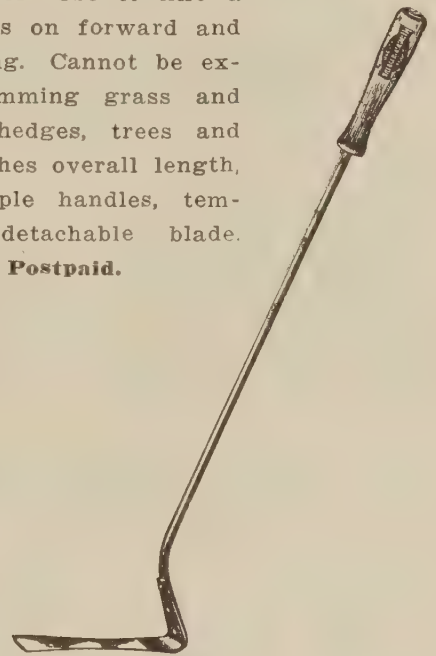 s on forward and
g. Cannot be ex-
mming grass and
hedges, trees and
hes overall length,
ple handles, tem-
detachable blade.
Postpaid.